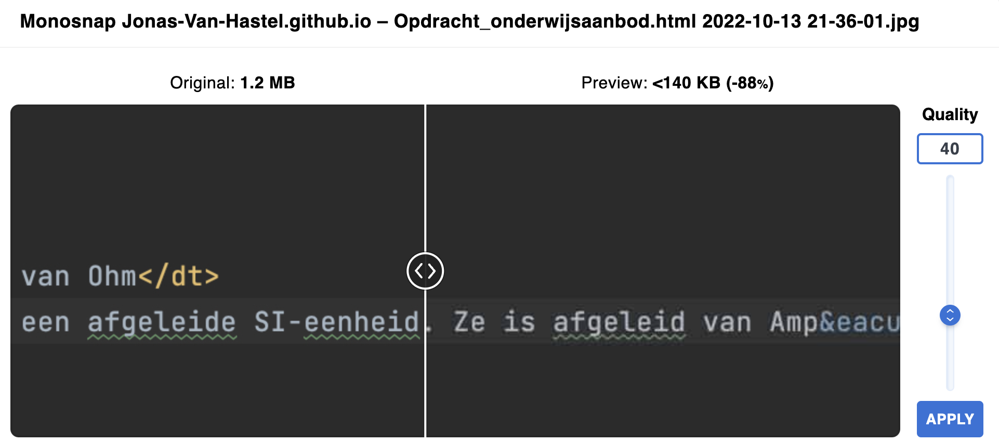 Monosnap Jonas-Van-Hastel.github.io – Opdracht_onderwijsaanbod.html 2022-10-13 21-36-01.jpg
Original: 1.2 MB
Preview: <140 KB (-88%)
Quality
40
van Ohm</dt>
een afgeleide SI-eenheid. Ze is afgeleid van Amp&eacu
APPLY